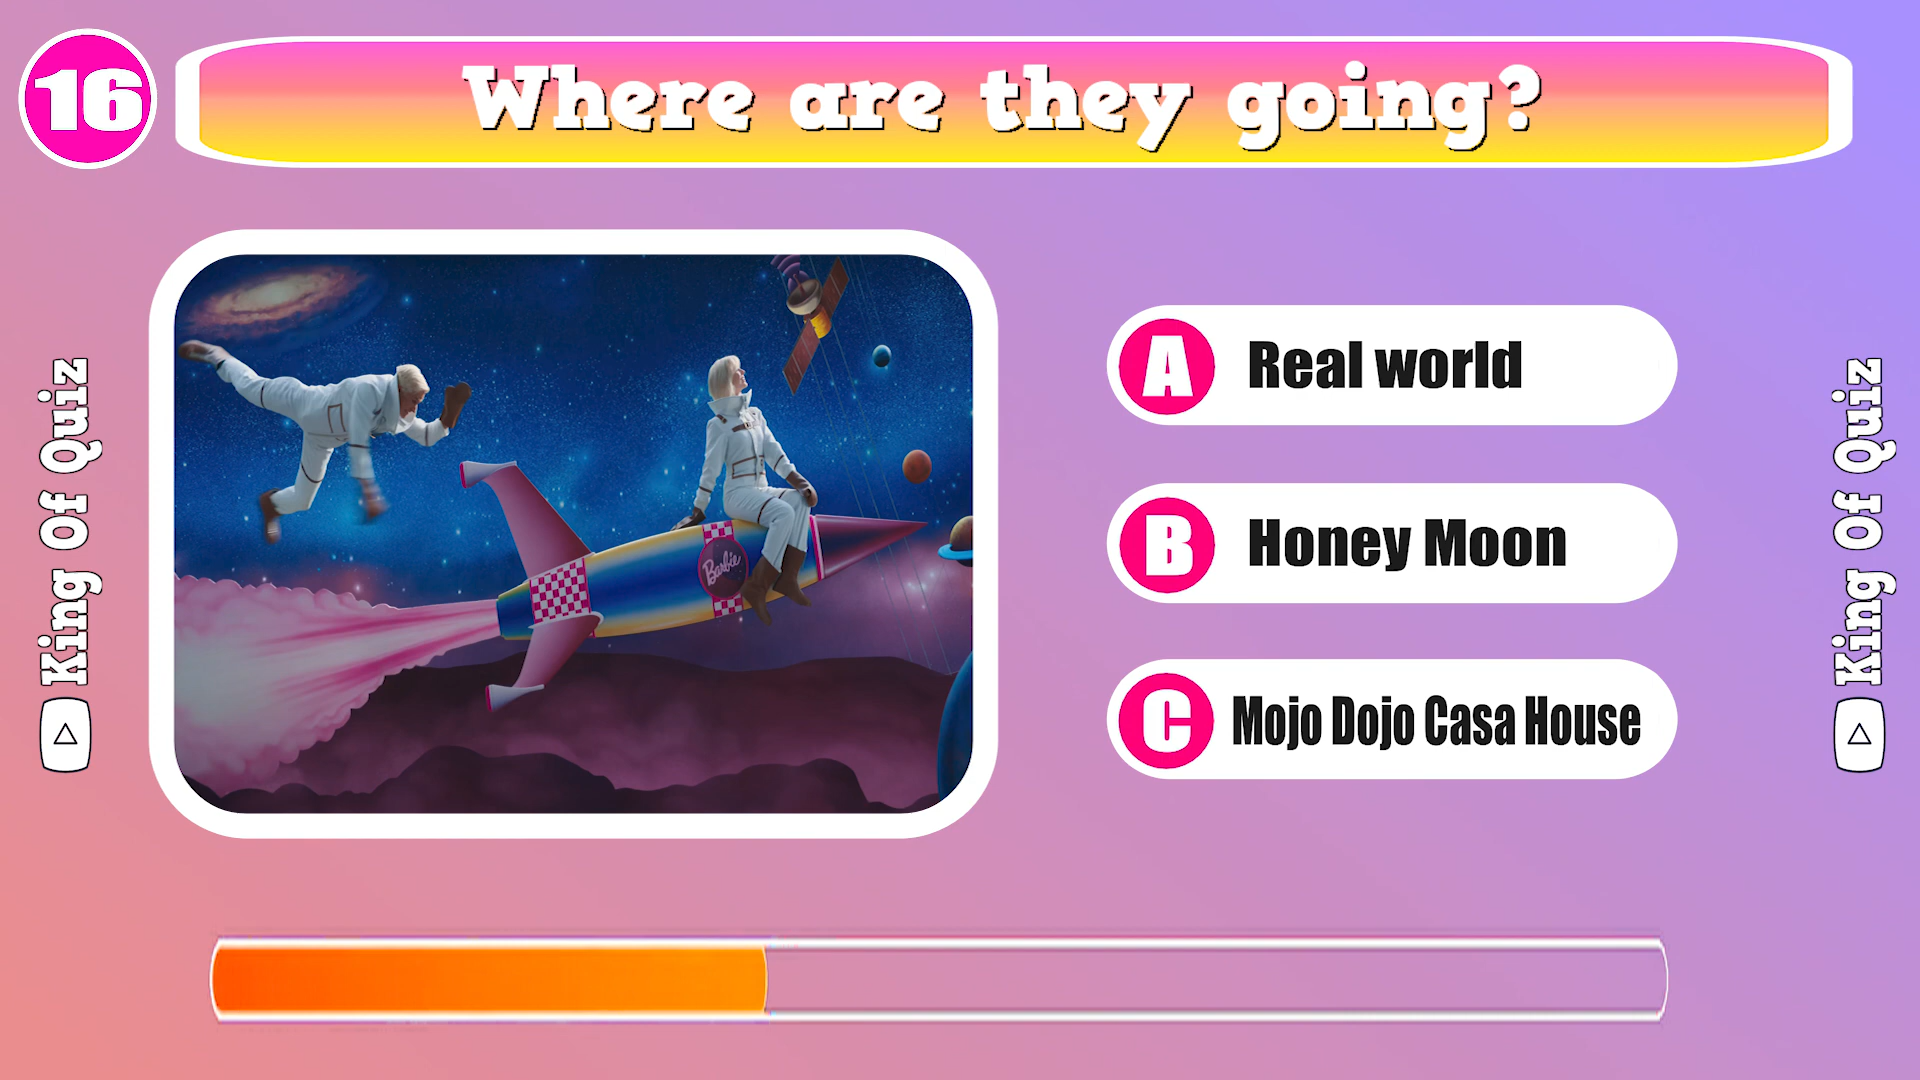 16
Where are they going?
King Of Quiz
Barbie
A Real world
B Honey Moon
C Mojo Dojo Casa House
King Of Quiz